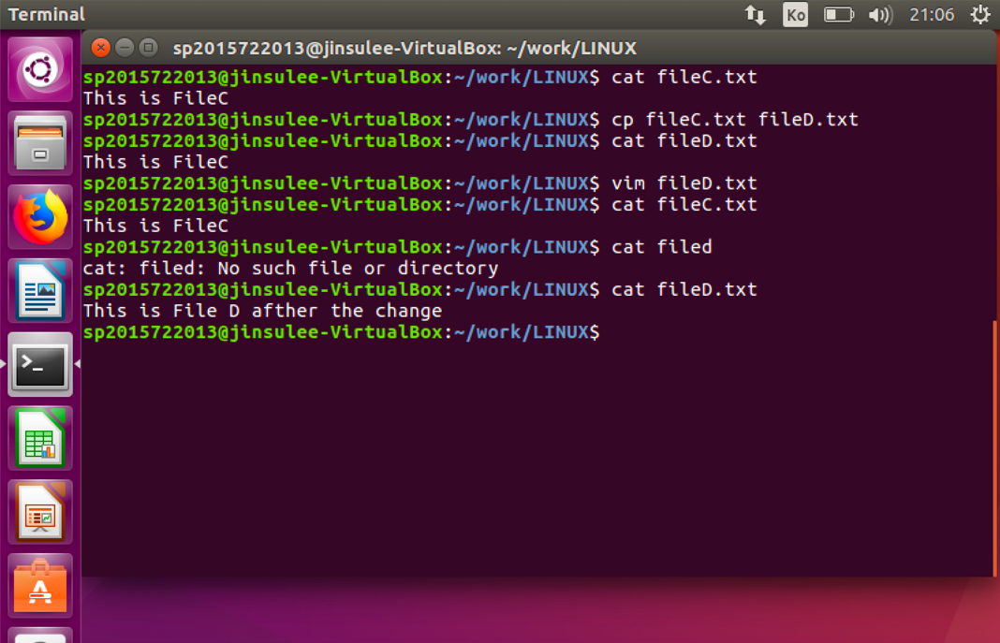 Terminal
Ko
21:06
sp2015722013@jinsulee-VirtualBox: ~/work/LINUX
sp2015722013@jinsulee-VirtualBox:~/work/LINUX$ cat fileC.txt
This is FileC
sp2015722013@jinsulee-VirtualBox:~/work/LINUX$ cp fileC.txt fileD.txt
sp2015722013@jinsulee-VirtualBox:~/work/LINUX$ cat fileD.txt
This is FileC
sp2015722013@jinsulee-VirtualBox:~/work/LINUX$ vim fileD.txt
sp2015722013@jinsulee-VirtualBox:~/work/LINUX$ cat fileC.txt
This is FileC
sp2015722013@jinsulee-VirtualBox:~/work/LINUX$ cat filed
cat: filed: No such file or directory
sp2015722013@jinsulee-VirtualBox:~/work/LINUX$ cat fileD.txt
This is File D afther the change
sp2015722013@jinsulee-VirtualBox:~/work/LINUX$